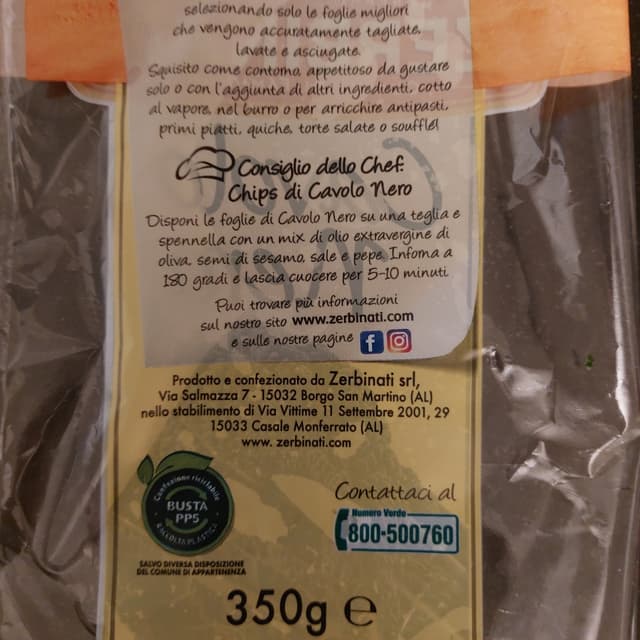 selezionando solo le foglie migliori
che vengono accuratamente tagliate,
lavate e asciugate.
Squisito come contorno, appetitoso da gustare
solo o con l'aggiunta di altri ingredienti, cotto
al vapore, nel burro o per arricchire antipasti,
primi piatti, quiche, torte salate o soufflé!
Consiglio dello Chef:
Chips di Cavolo Nero
Disponi le foglie di Cavolo Nero su una teglia e
spennella con un mix di olio extravergine di
oliva, semi di sesamo, sale e pepe. Inforna a
180 gradi e lascia cuocere per 5-10 minuti
Puoi trovare più informazioni
sul nostro sito www.zerbinati.com
e sulle nostre pagine
Prodotto e confezionato da Zerbinati srl,
Via Salmazza 7 - 15032 Borgo San Martino (AL)
nello stabilimento di Via Vittime 11 Settembre 2001, 29
15033 Casale Monferrato (AL)
www. zerbinati.com
Confezione riciclabile
BUSTA
PP5
RACCOLTA PLASTICA
SALVO DIVERSA DISPOSIZIONE
DEL COMUNE DI APPARTENENZA
Contattaci al
Numero Verde
800-500760
350g e